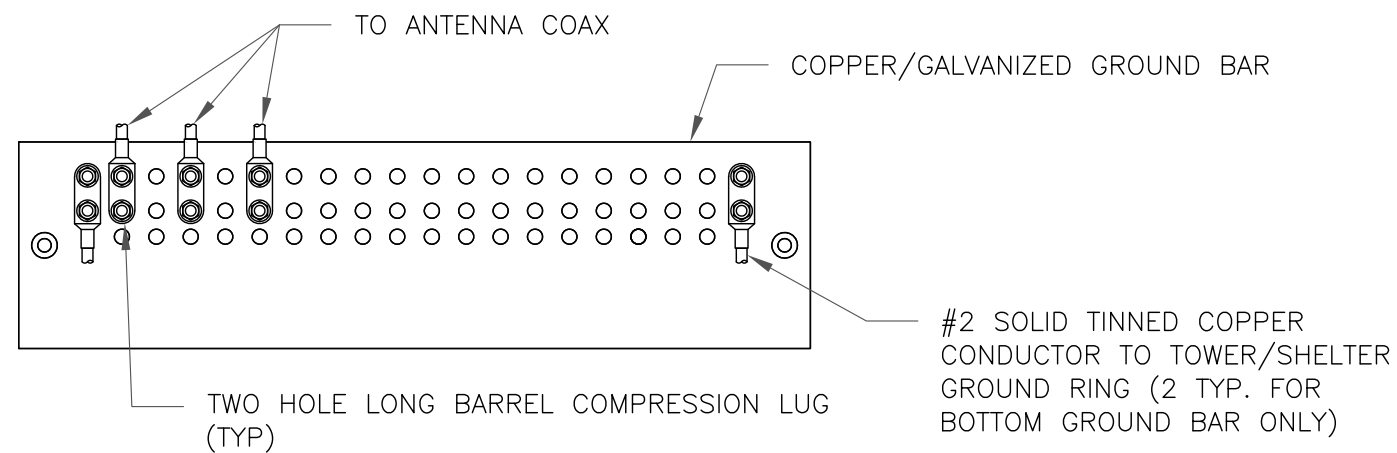 TO ANTENNA COAX
COPPER/GALVANIZED GROUND BAR
#2 SOLID TINNED COPPER
CONDUCTOR TO TOWER/SHELTER
GROUND RING (2 TYP. FOR
BOTTOM GROUND BAR ONLY)
TWO HOLE LONG BARREL COMPRESSION LUG
(TYP)